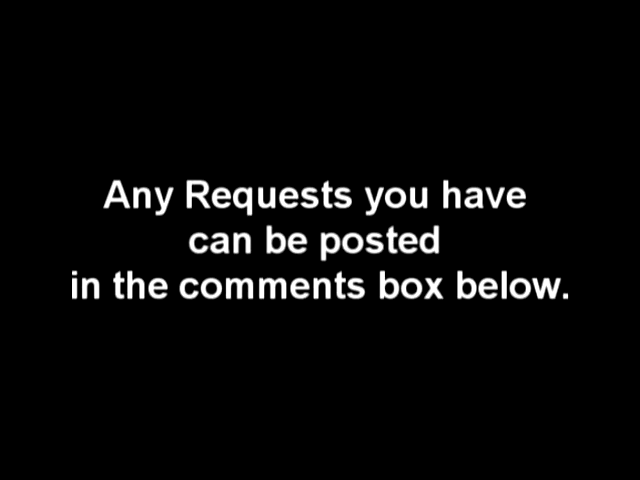 Any Requests you have
can be posted
in the comments box below.